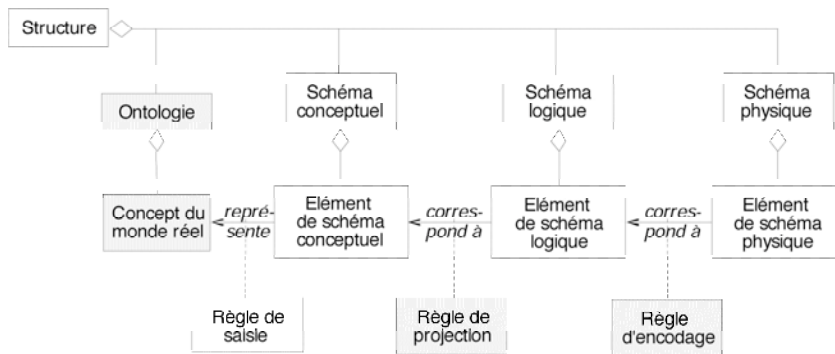 Structure
Ontologie
Schéma
conceptuel
Schéma
logique
Schéma
physique
Concept du
monde réel
repré-
sente
Elément
de schéma
conceptuel
corres-
pond à
Elément
de schéma
logique
corres-
pond à
Elément
de schéma
physique
Règle de
saisie
Règle de
projection
Règle
d'encodage